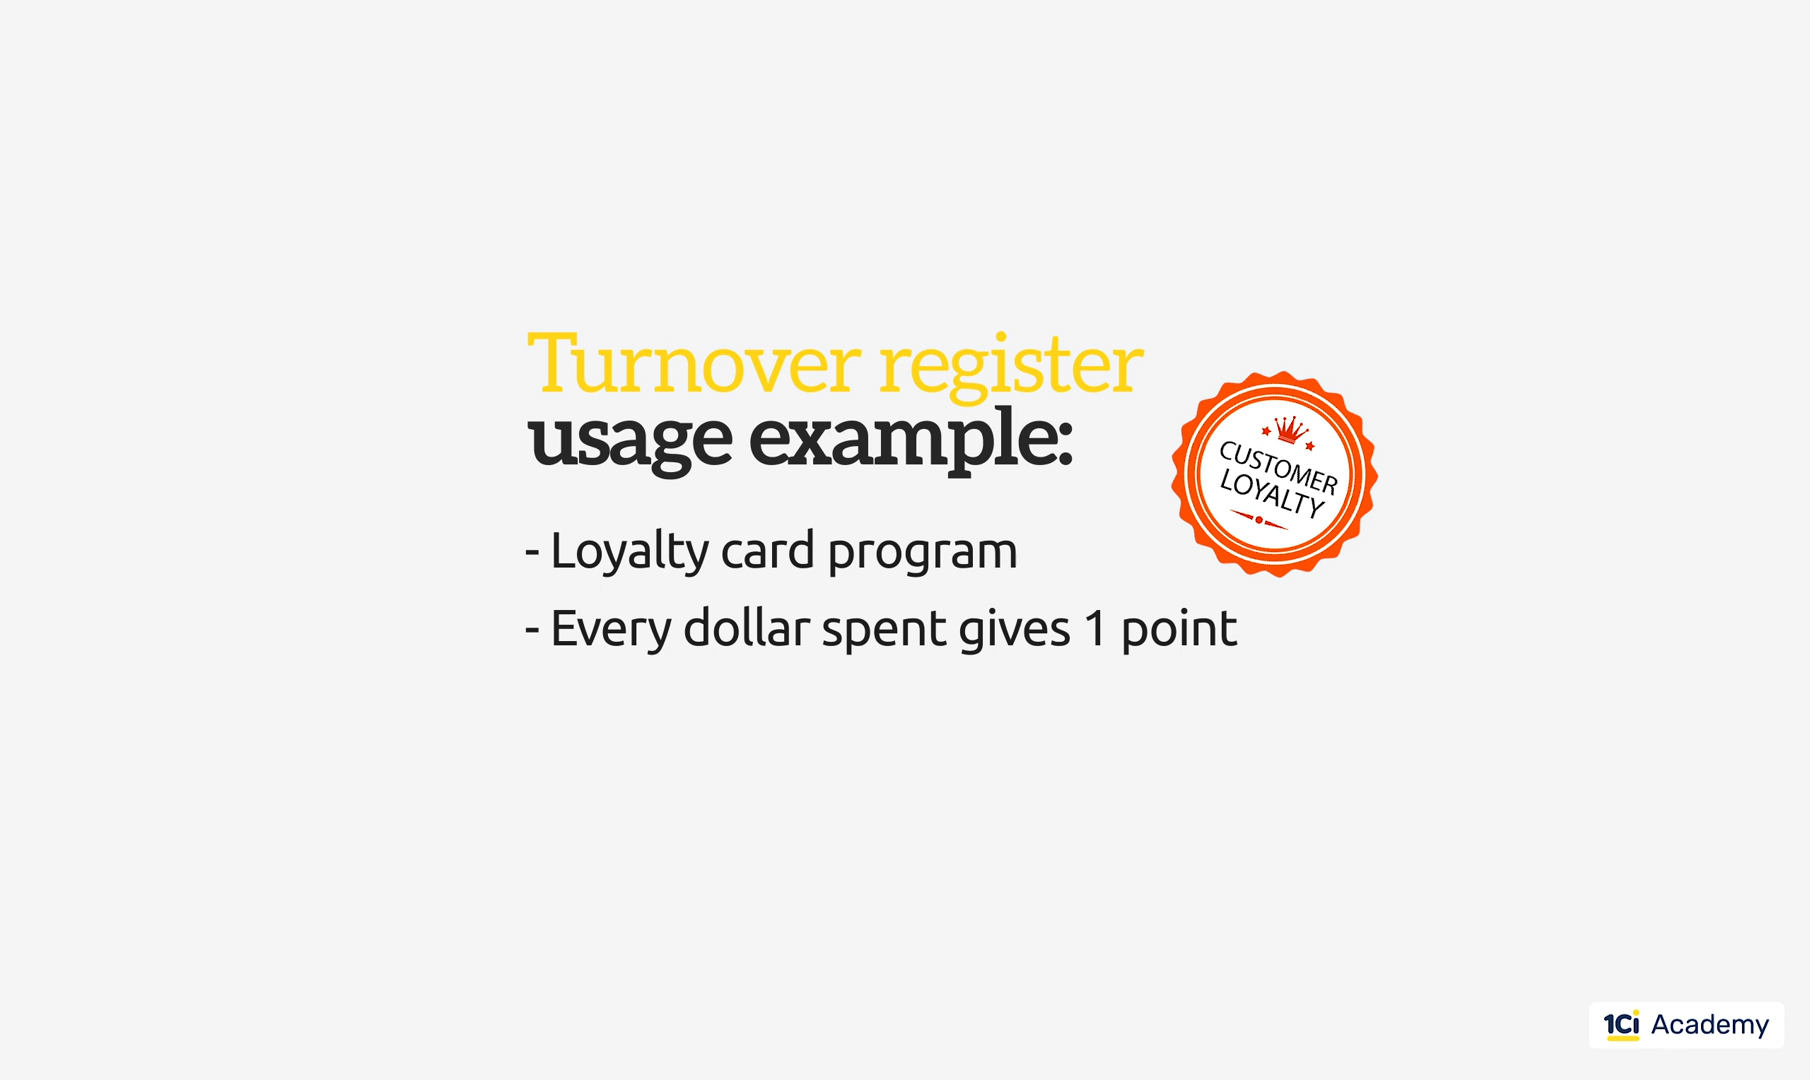 Turnover register
usage example:
CUSTOMER
LOYALTY
- Loyalty card program
- Every dollar spent gives 1 point
1Ci Academy